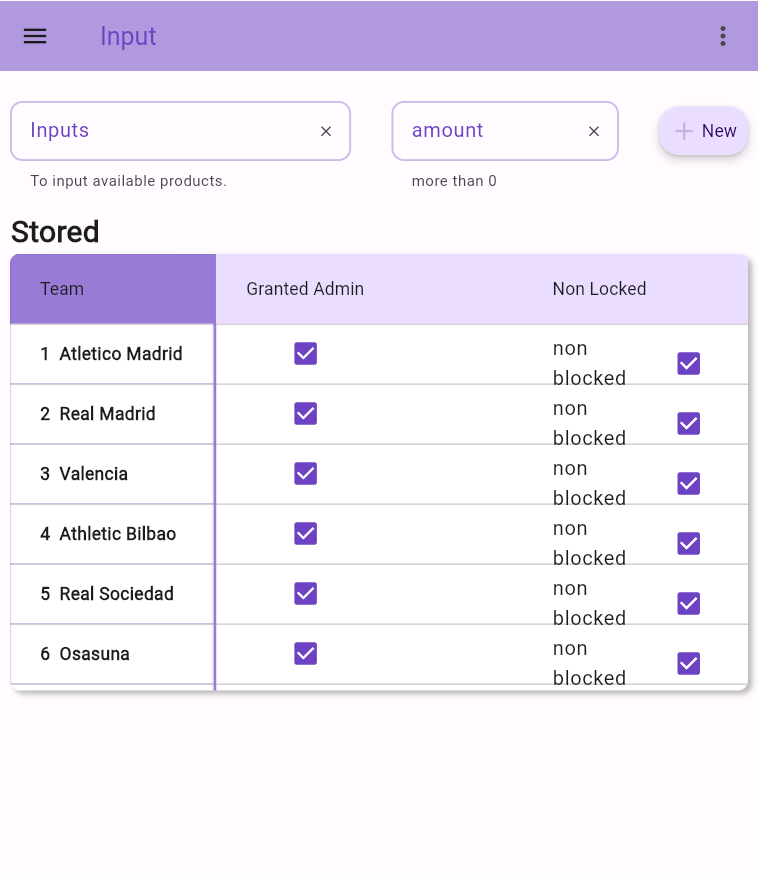 Input
Inputs
amount
New
To input available products.
more than 0
Stored
Team
Granted Admin
Non Locked
1 Atletico Madrid
non
blocked
2 Real Madrid
non
blocked
3 Valencia
non
blocked
4 Athletic Bilbao
non
blocked
5 Real Sociedad
non
blocked
6 Osasuna
non
blocked